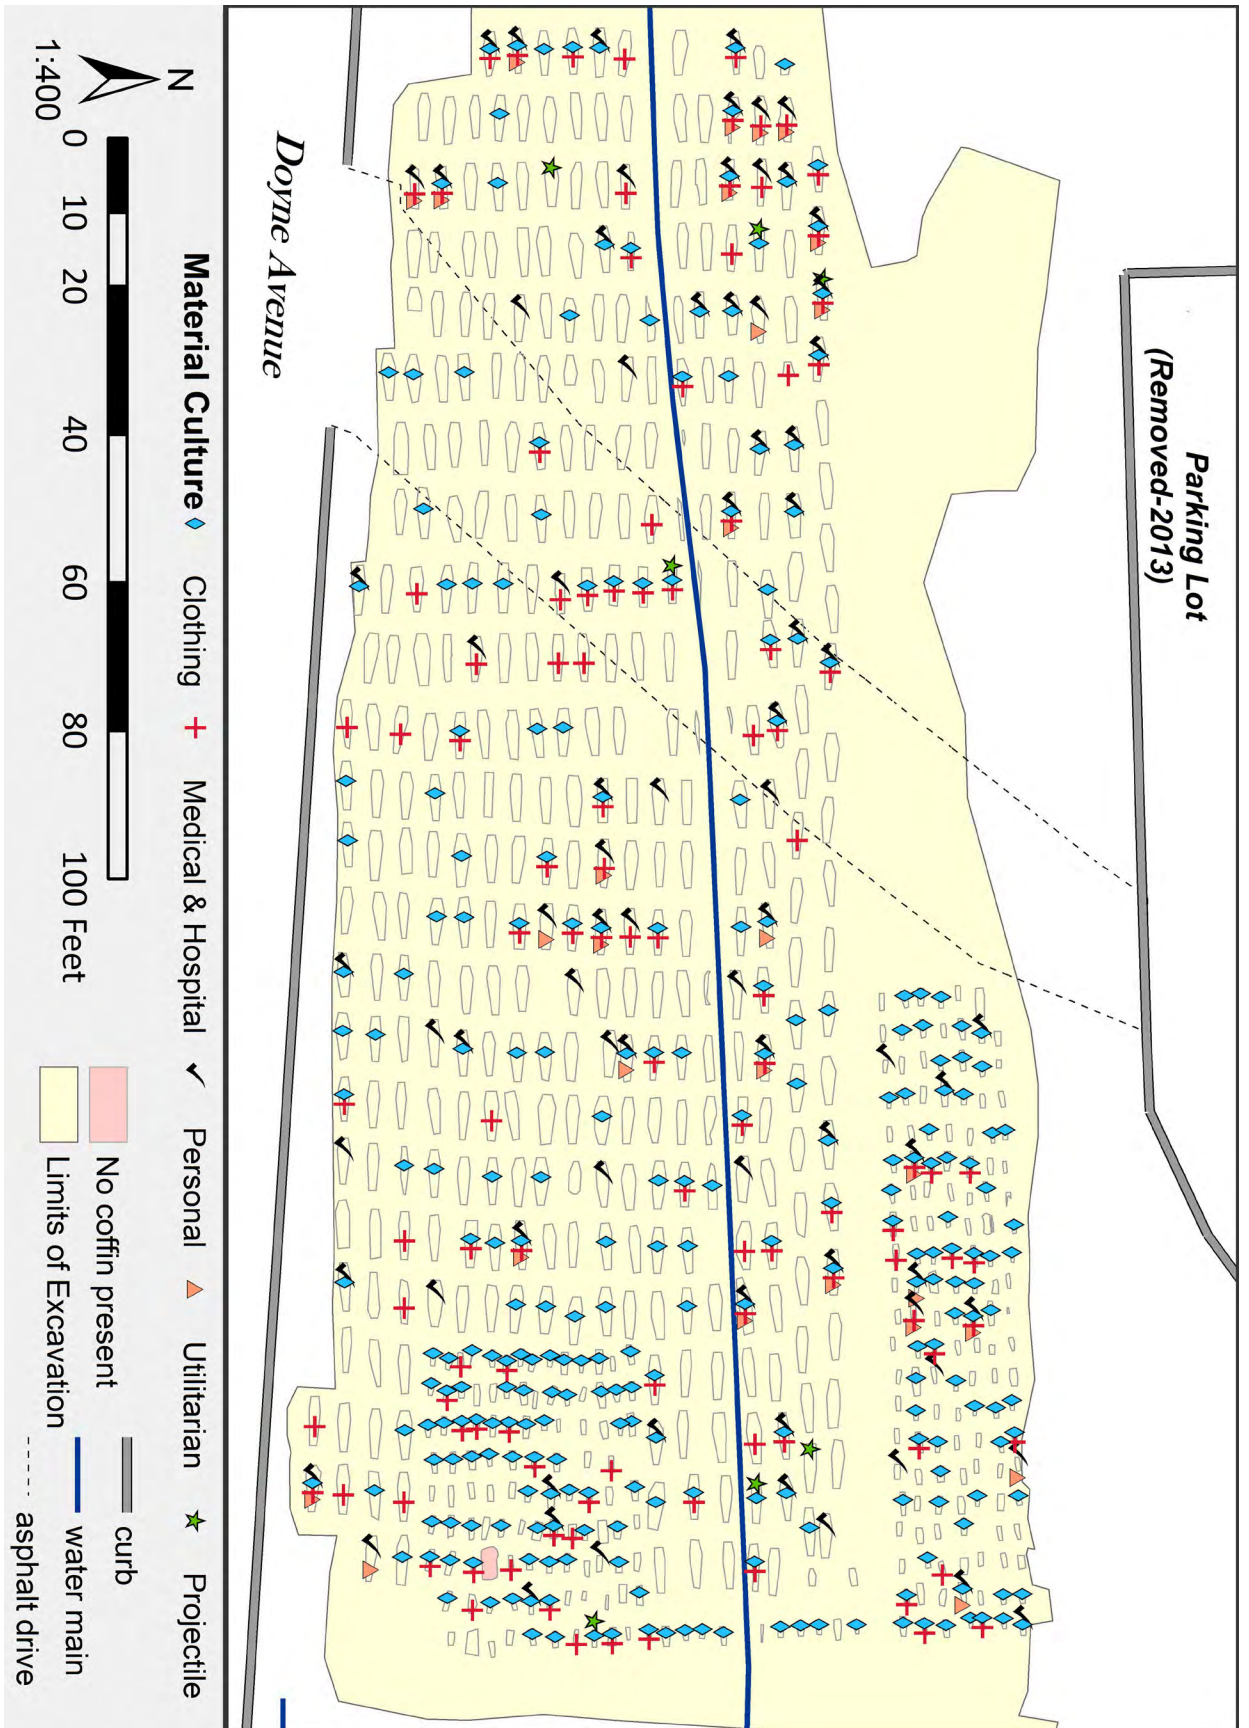 Parking Lot
(Removed-2013)
Doyne Avenue
N
1:400
0 10 20 40 60 80 100 Feet
Material Culture Clothing Medical & Hospital Personal Utilitarian Projectile
No coffin present
Limits of Excavation
curb
water main
asphalt drive